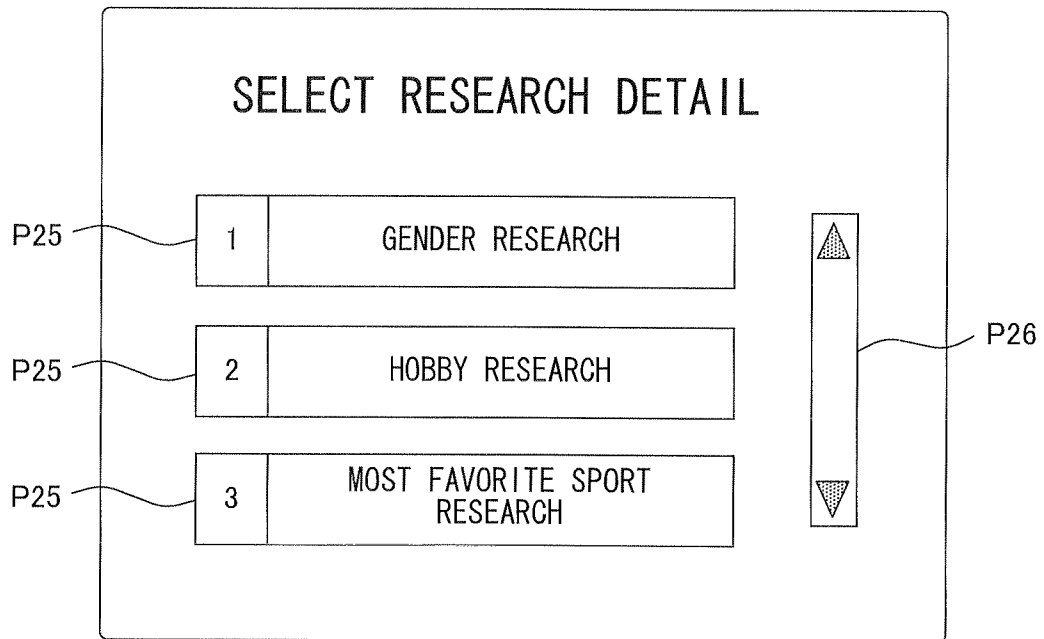 SELECT RESEARCH DETAIL
P25
1
GENDER RESEARCH
P26
P25
2
HOBBY RESEARCH
P25
3
MOST FAVORITE SPORT
RESEARCH